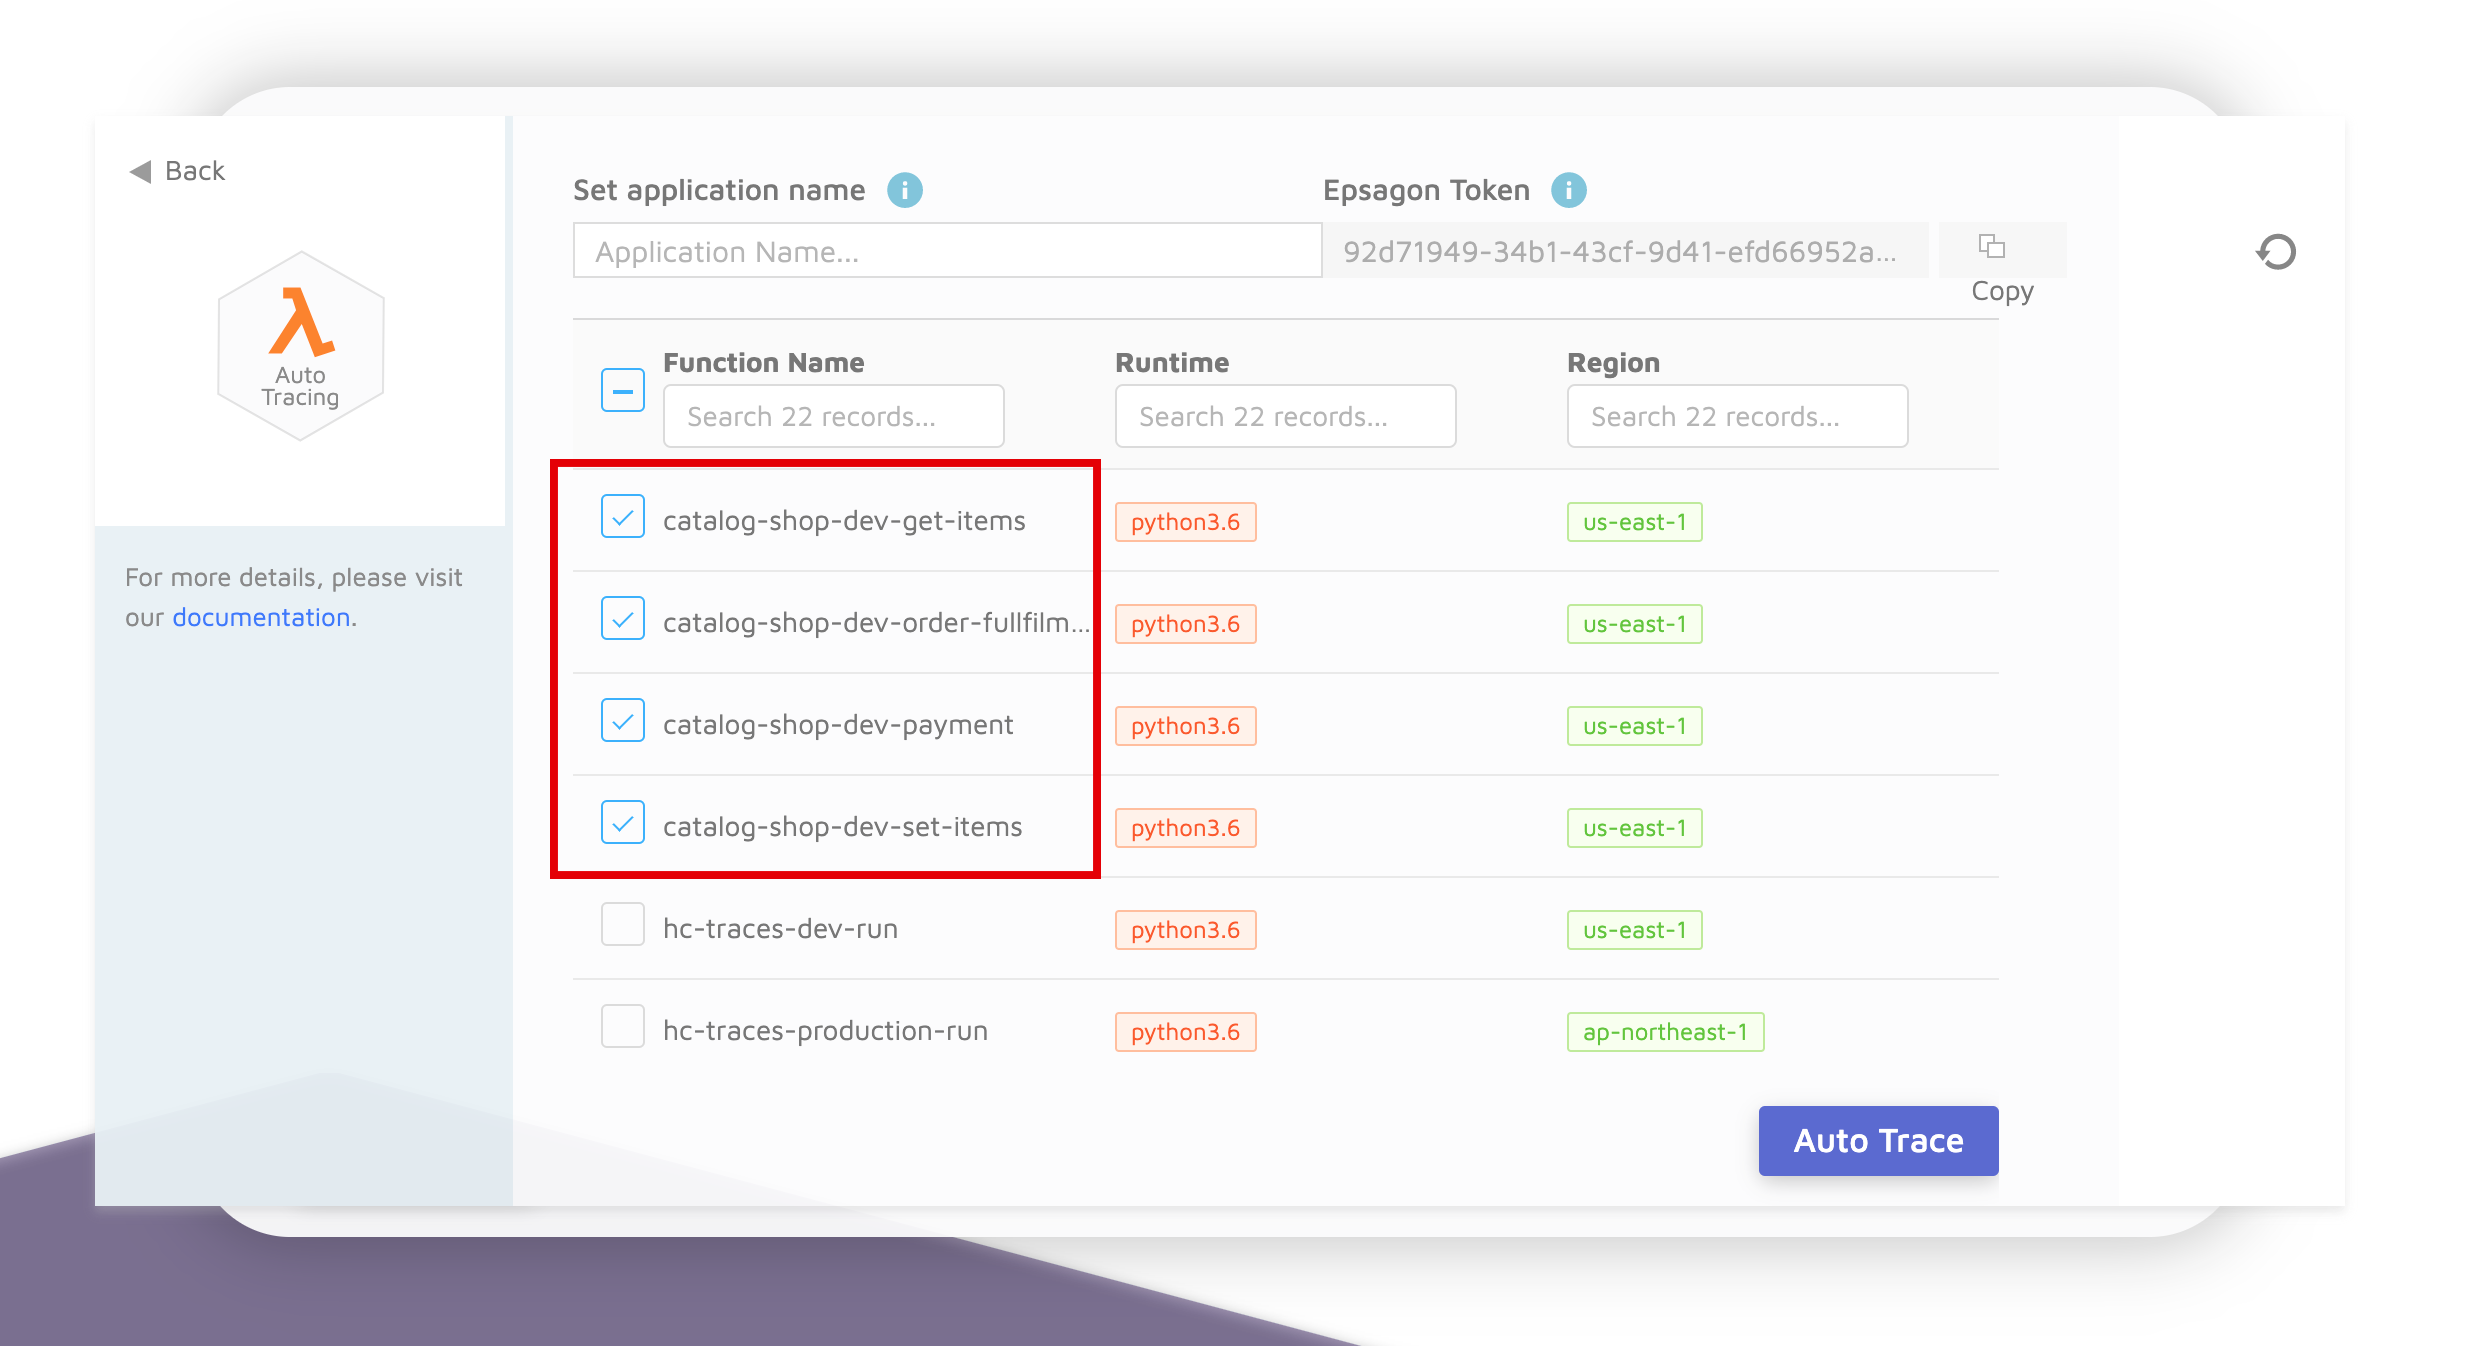 Back
Auto
Tracing
For more details, please visit
our documentation.
Set application name
Epsagon Token
Application Name...
92d71949-34b1-43cf-9d41-efd66952a...
Copy
Function Name Runtime Region
Search 22 records... Search 22 records... Search 22 records...
catalog-shop-dev-get-items python3.6 us-east-1
catalog-shop-dev-order-fullfilm... python3.6 us-east-1
catalog-shop-dev-payment python3.6 us-east-1
catalog-shop-dev-set-items python3.6 us-east-1
hc-traces-dev-run python3.6 us-east-1
hc-traces-production-run python3.6 ap-northeast-1
Auto Trace